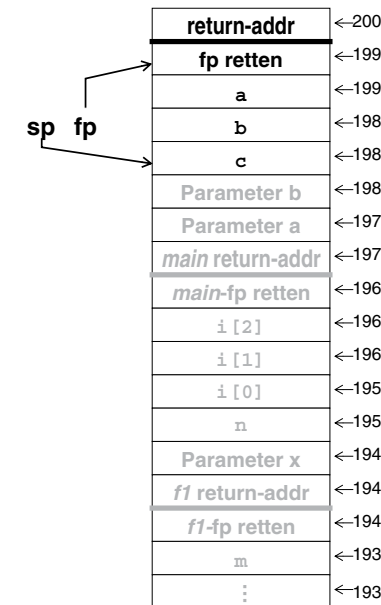 return-addr ←200
fp retten ←199
a ←199
b ←198
sp fp
c ←198
Parameter b ←198
Parameter a ←197
main return-addr ←197
main-fp retten ←196
i[2] ←196
i[1] ←196
i[0] ←195
n ←195
Parameter x ←194
f1 return-addr ←194
f1-fp retten ←194
m ←193
⋮ ←193